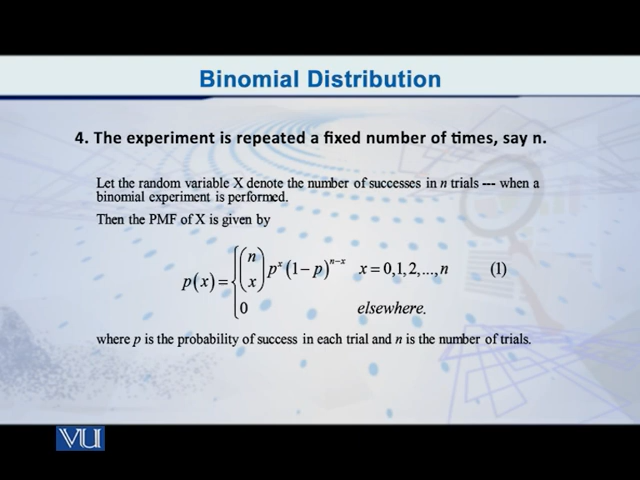 Binomial Distribution
4. The experiment is repeated a fixed number of times, say n.
Let the random variable X denote the number of successes in n trials --- when a
binomial experiment is performed.
Then the PMF of X is given by
p(x) = { (n x) p^x (1 − p)^{n−x} x = 0,1,2,...,n (1)
0 elsewhere.
where p is the probability of success in each trial and n is the number of trials.
VU